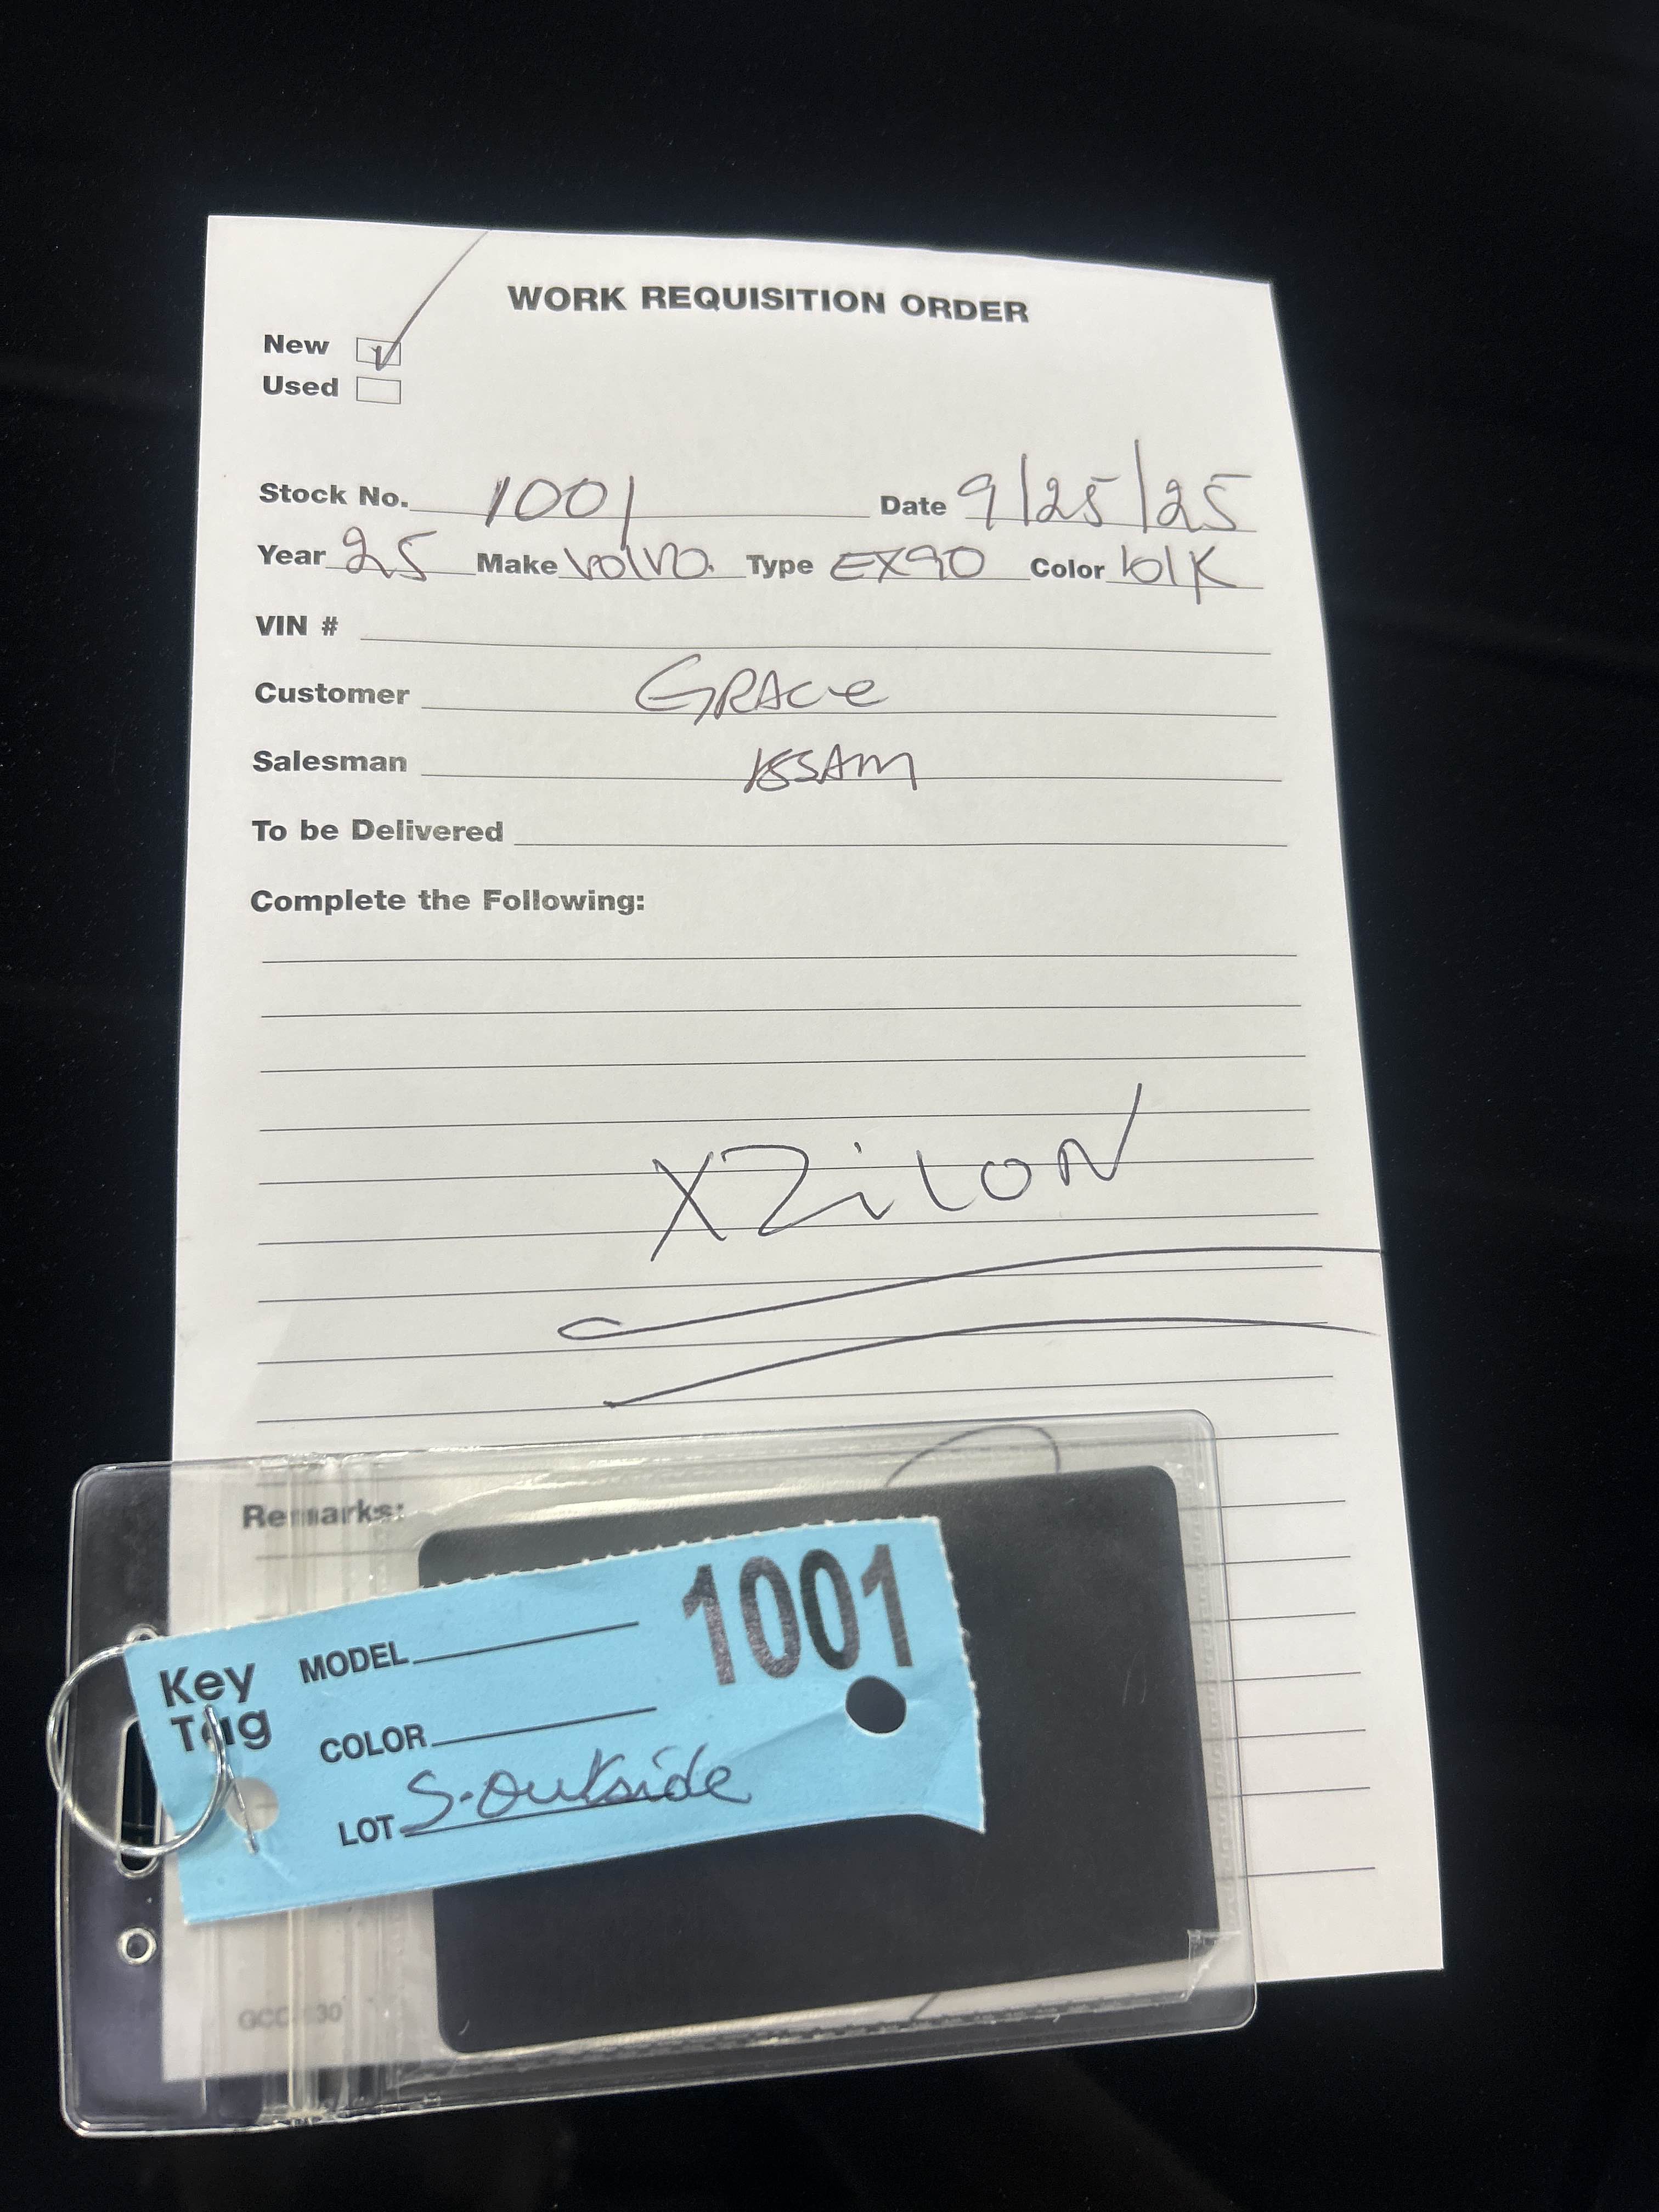 WORK REQUISITION ORDER
New
Used
Stock No. 1001 Date 9/25/25
Year 25 Make Volvo. Type EX90 Color blk
VIN #
Customer GRACe
Salesman ISSAm
To be Delivered
Complete the Following:
XZiLON
Remarks:
Key Tag
MODEL
1001
COLOR
LOT S-outside